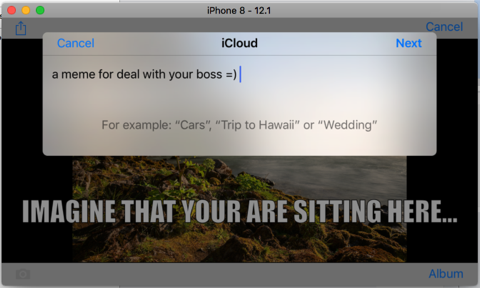 iPhone 8 - 12.1
Cancel
Cancel iCloud Next
a meme for deal with your boss =)
For example: “Cars”, “Trip to Hawaii” or “Wedding”
IMAGINE THAT YOUR ARE SITTING HERE...
Album